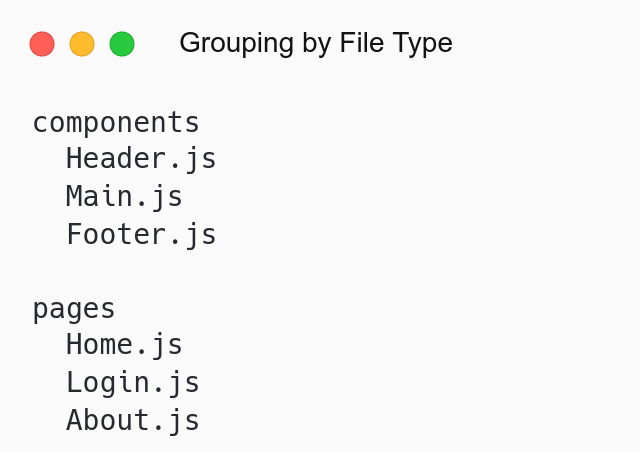 Grouping by File Type
components
Header.js
Main.js
Footer.js
pages
Home.js
Login.js
About.js